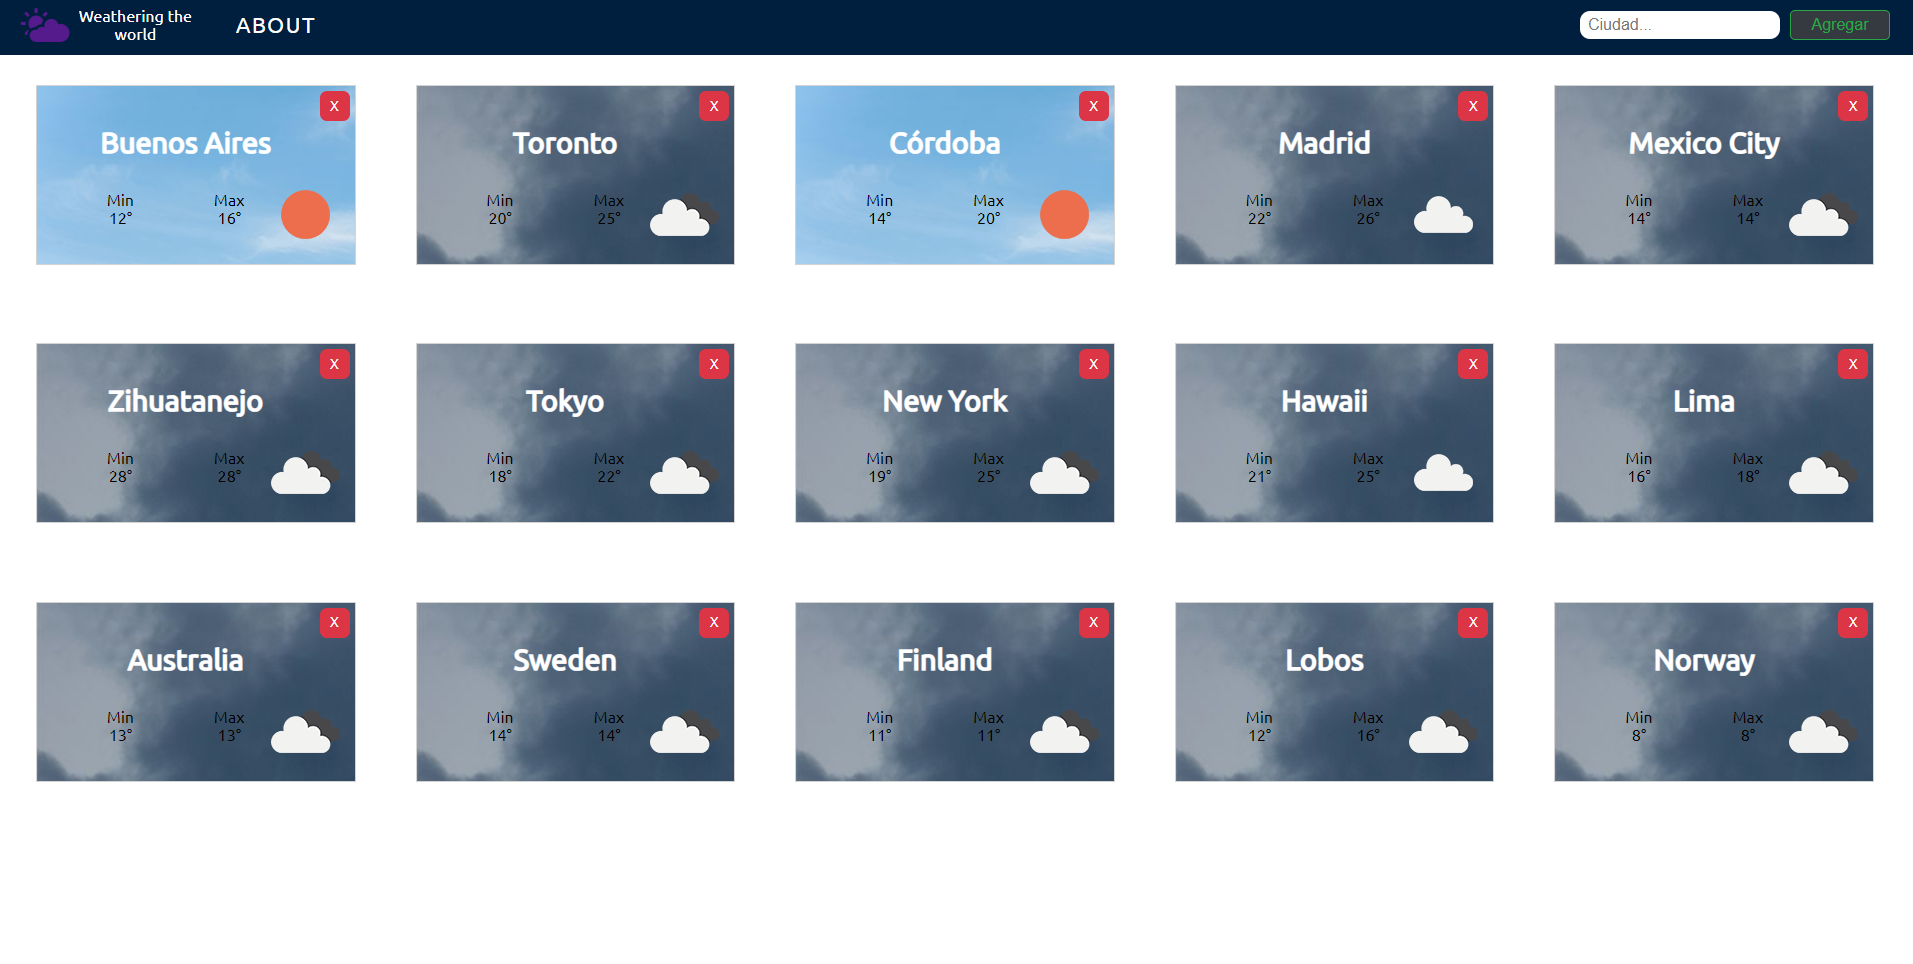 Weathering the
world
ABOUT
Ciudad...
Agregar
X
Buenos Aires
Min
12°
Max
16°
X
Toronto
Min
20°
Max
25°
X
Córdoba
Min
14°
Max
20°
X
Madrid
Min
22°
Max
26°
X
Mexico City
Min
14°
Max
14°
X
Zihuatanejo
Min
28°
Max
28°
X
Tokyo
Min
18°
Max
22°
X
New York
Min
19°
Max
25°
X
Hawaii
Min
21°
Max
25°
X
Lima
Min
16°
Max
18°
X
Australia
Min
13°
Max
13°
X
Sweden
Min
14°
Max
14°
X
Finland
Min
11°
Max
11°
X
Lobos
Min
12°
Max
16°
X
Norway
Min
8°
Max
8°